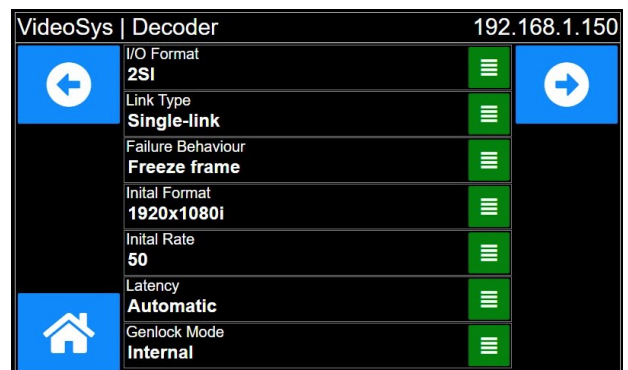 VideoSys | Decoder 192.168.1.150
I/O Format
2SI
Link Type
Single-link
Failure Behaviour
Freeze frame
Inital Format
1920x1080i
Inital Rate
50
Latency
Automatic
Genlock Mode
Internal